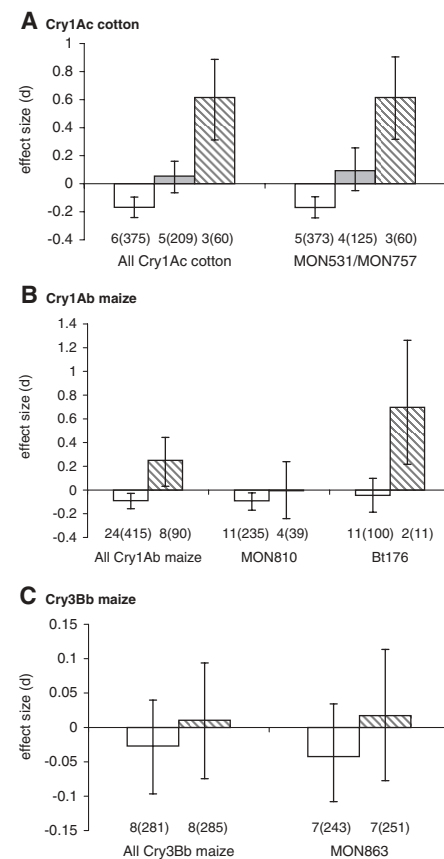 A Cry1Ac cotton
effect size (d)
1
0.8
0.6
0.4
0.2
0
-0.2
-0.4
6(375) 5(209) 3(60) 5(373) 4(125) 3(60)
All Cry1Ac cotton MON531/MON757
B Cry1Ab maize
effect size (d)
1.4
1.2
1
0.8
0.6
0.4
0.2
0
-0.2
-0.4
24(415) 8(90) 11(235) 4(39) 11(100) 2(11)
All Cry1Ab maize MON810 Bt176
C Cry3Bb maize
effect size (d)
0.15
0.1
0.05
0
-0.05
-0.1
-0.15
8(281) 8(285) 7(243) 7(251)
All Cry3Bb maize MON863